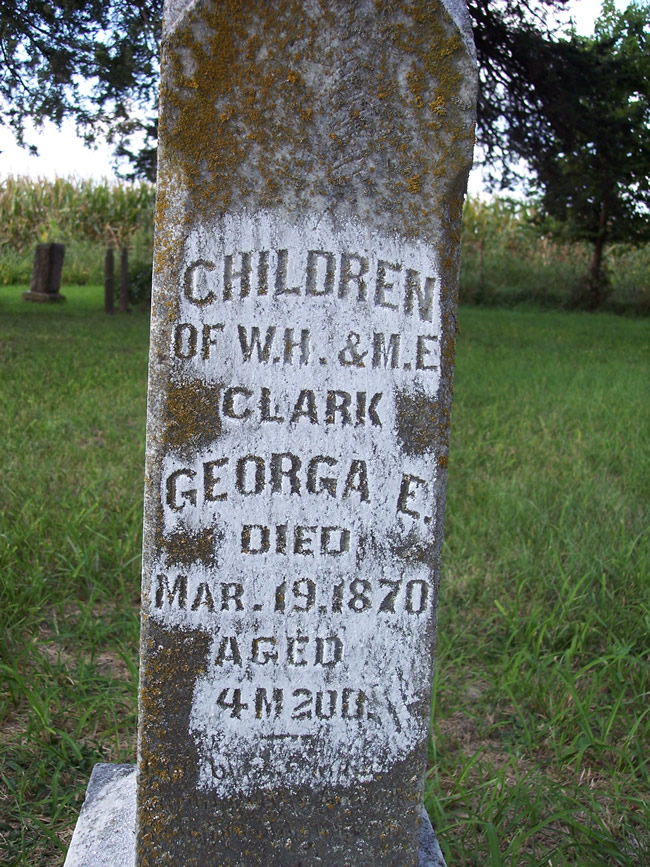 CHILDREN
OF W.H. & M.E
CLARK
GEORGA E.
DIED
MAR. 19. 1870
AGED
4M 20D.